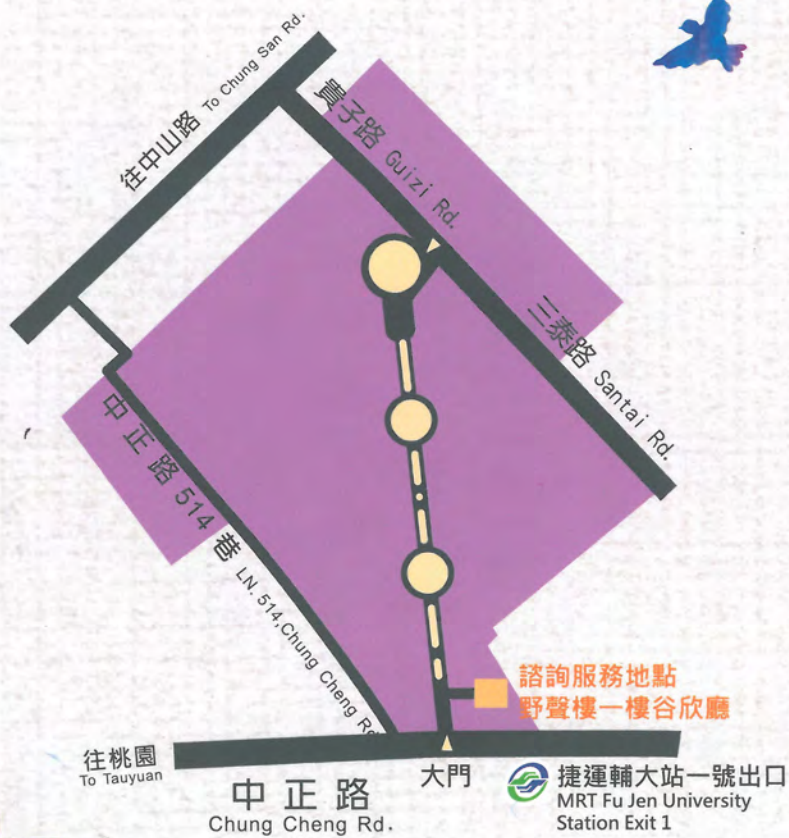 往中山路 To Chung San Rd.
貴子路 Guizi Rd.
三泰路 Santai Rd.
中正路514巷 LN. 514,Chung Cheng Rd
諮詢服務地點
野聲樓一樓谷欣廳
往桃園
To Tauyuan
中正路
Chung Cheng Rd.
大門
捷運輔大站一號出口
MRT Fu Jen University
Station Exit 1